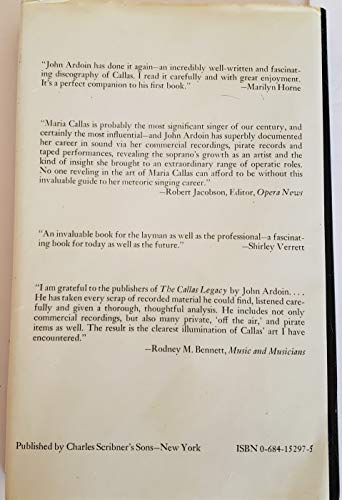 "John Ardoin has done it again—an incredibly well-written and fascinat-
ing discography of Callas. I read it carefully and with great enjoyment.
It's a perfect companion to his first book."
—Marilyn Horne
"Maria Callas is probably the most significant singer of our century, and
certainly the most influential—and John Ardoin has superbly documented
her career in sound via her commercial recordings, pirate records and
taped performances, revealing the soprano's growth as an artist and the
kind of insight she brought to an extraordinary range of operatic roles.
No one reveling in the art of Maria Callas can afford to be without this
invaluable guide to her meteoric singing career."
—Robert Jacobson, Editor, Opera News
"An invaluable book for the layman as well as the professional—a fascinat-
ing book for today as well as the future."
—Shirley Verrett
"I am grateful to the publishers of The Callas Legacy by John Ardoin. . . .
He has taken every scrap of recorded material he could find, listened care-
fully and given a thorough, thoughtful analysis. He includes not only
commercial recordings, but also many private, 'off the air,' and pirate
items as well. The result is the clearest illumination of Callas' art I have
encountered."
—Rodney M. Bennett, Music and Musicians
Published by Charles Scribner's Sons—New York
ISBN 0-684-15297-5